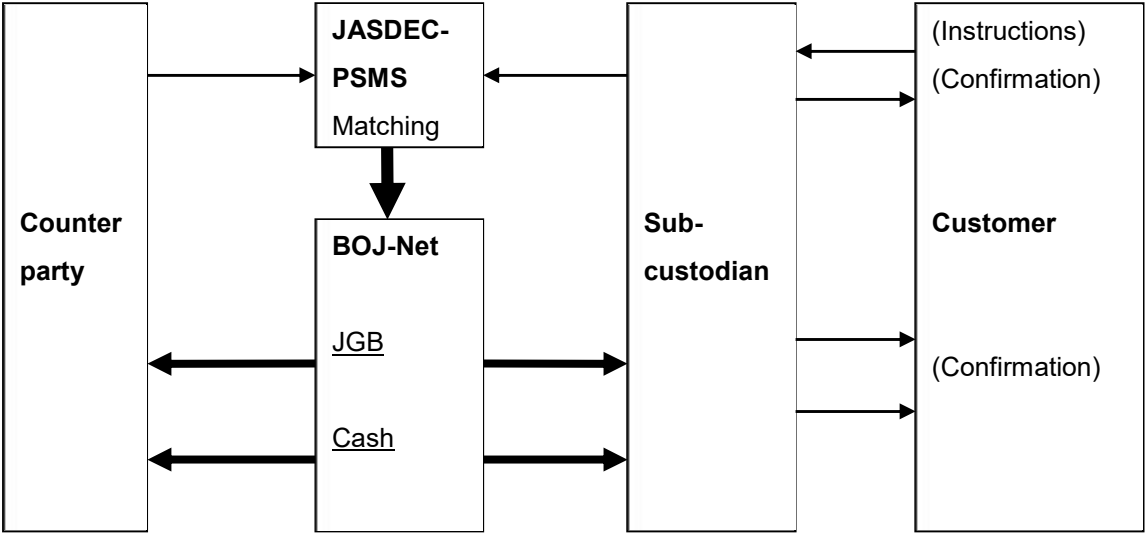 JASDEC-
PSMS
Matching
(Instructions)
(Confirmation)
Counter
party
BOJ-Net
JGB
Cash
Sub-
custodian
Customer
(Confirmation)